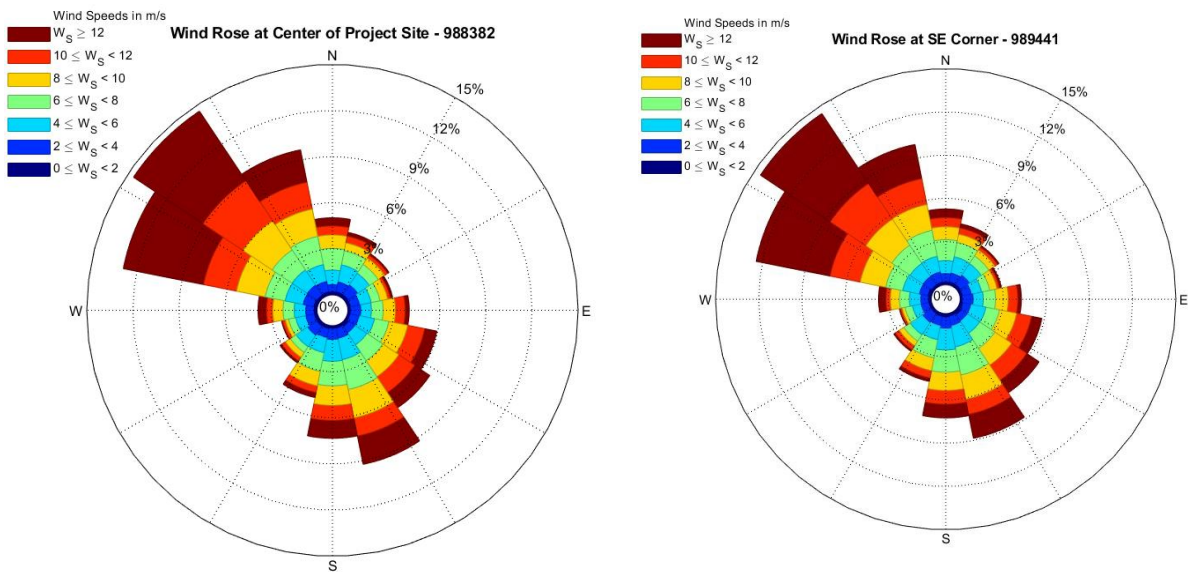 Wind Speeds in m/s
W_S ≥ 12
10 ≤ W_S < 12
8 ≤ W_S < 10
6 ≤ W_S < 8
4 ≤ W_S < 6
2 ≤ W_S < 4
0 ≤ W_S < 2
Wind Rose at Center of Project Site - 988382
N
15%
12%
9%
6%
3%
0%
W
E
S
Wind Speeds in m/s
W_S ≥ 12
10 ≤ W_S < 12
8 ≤ W_S < 10
6 ≤ W_S < 8
4 ≤ W_S < 6
2 ≤ W_S < 4
0 ≤ W_S < 2
Wind Rose at SE Corner - 989441
N
15%
12%
9%
6%
3%
0%
W
E
S